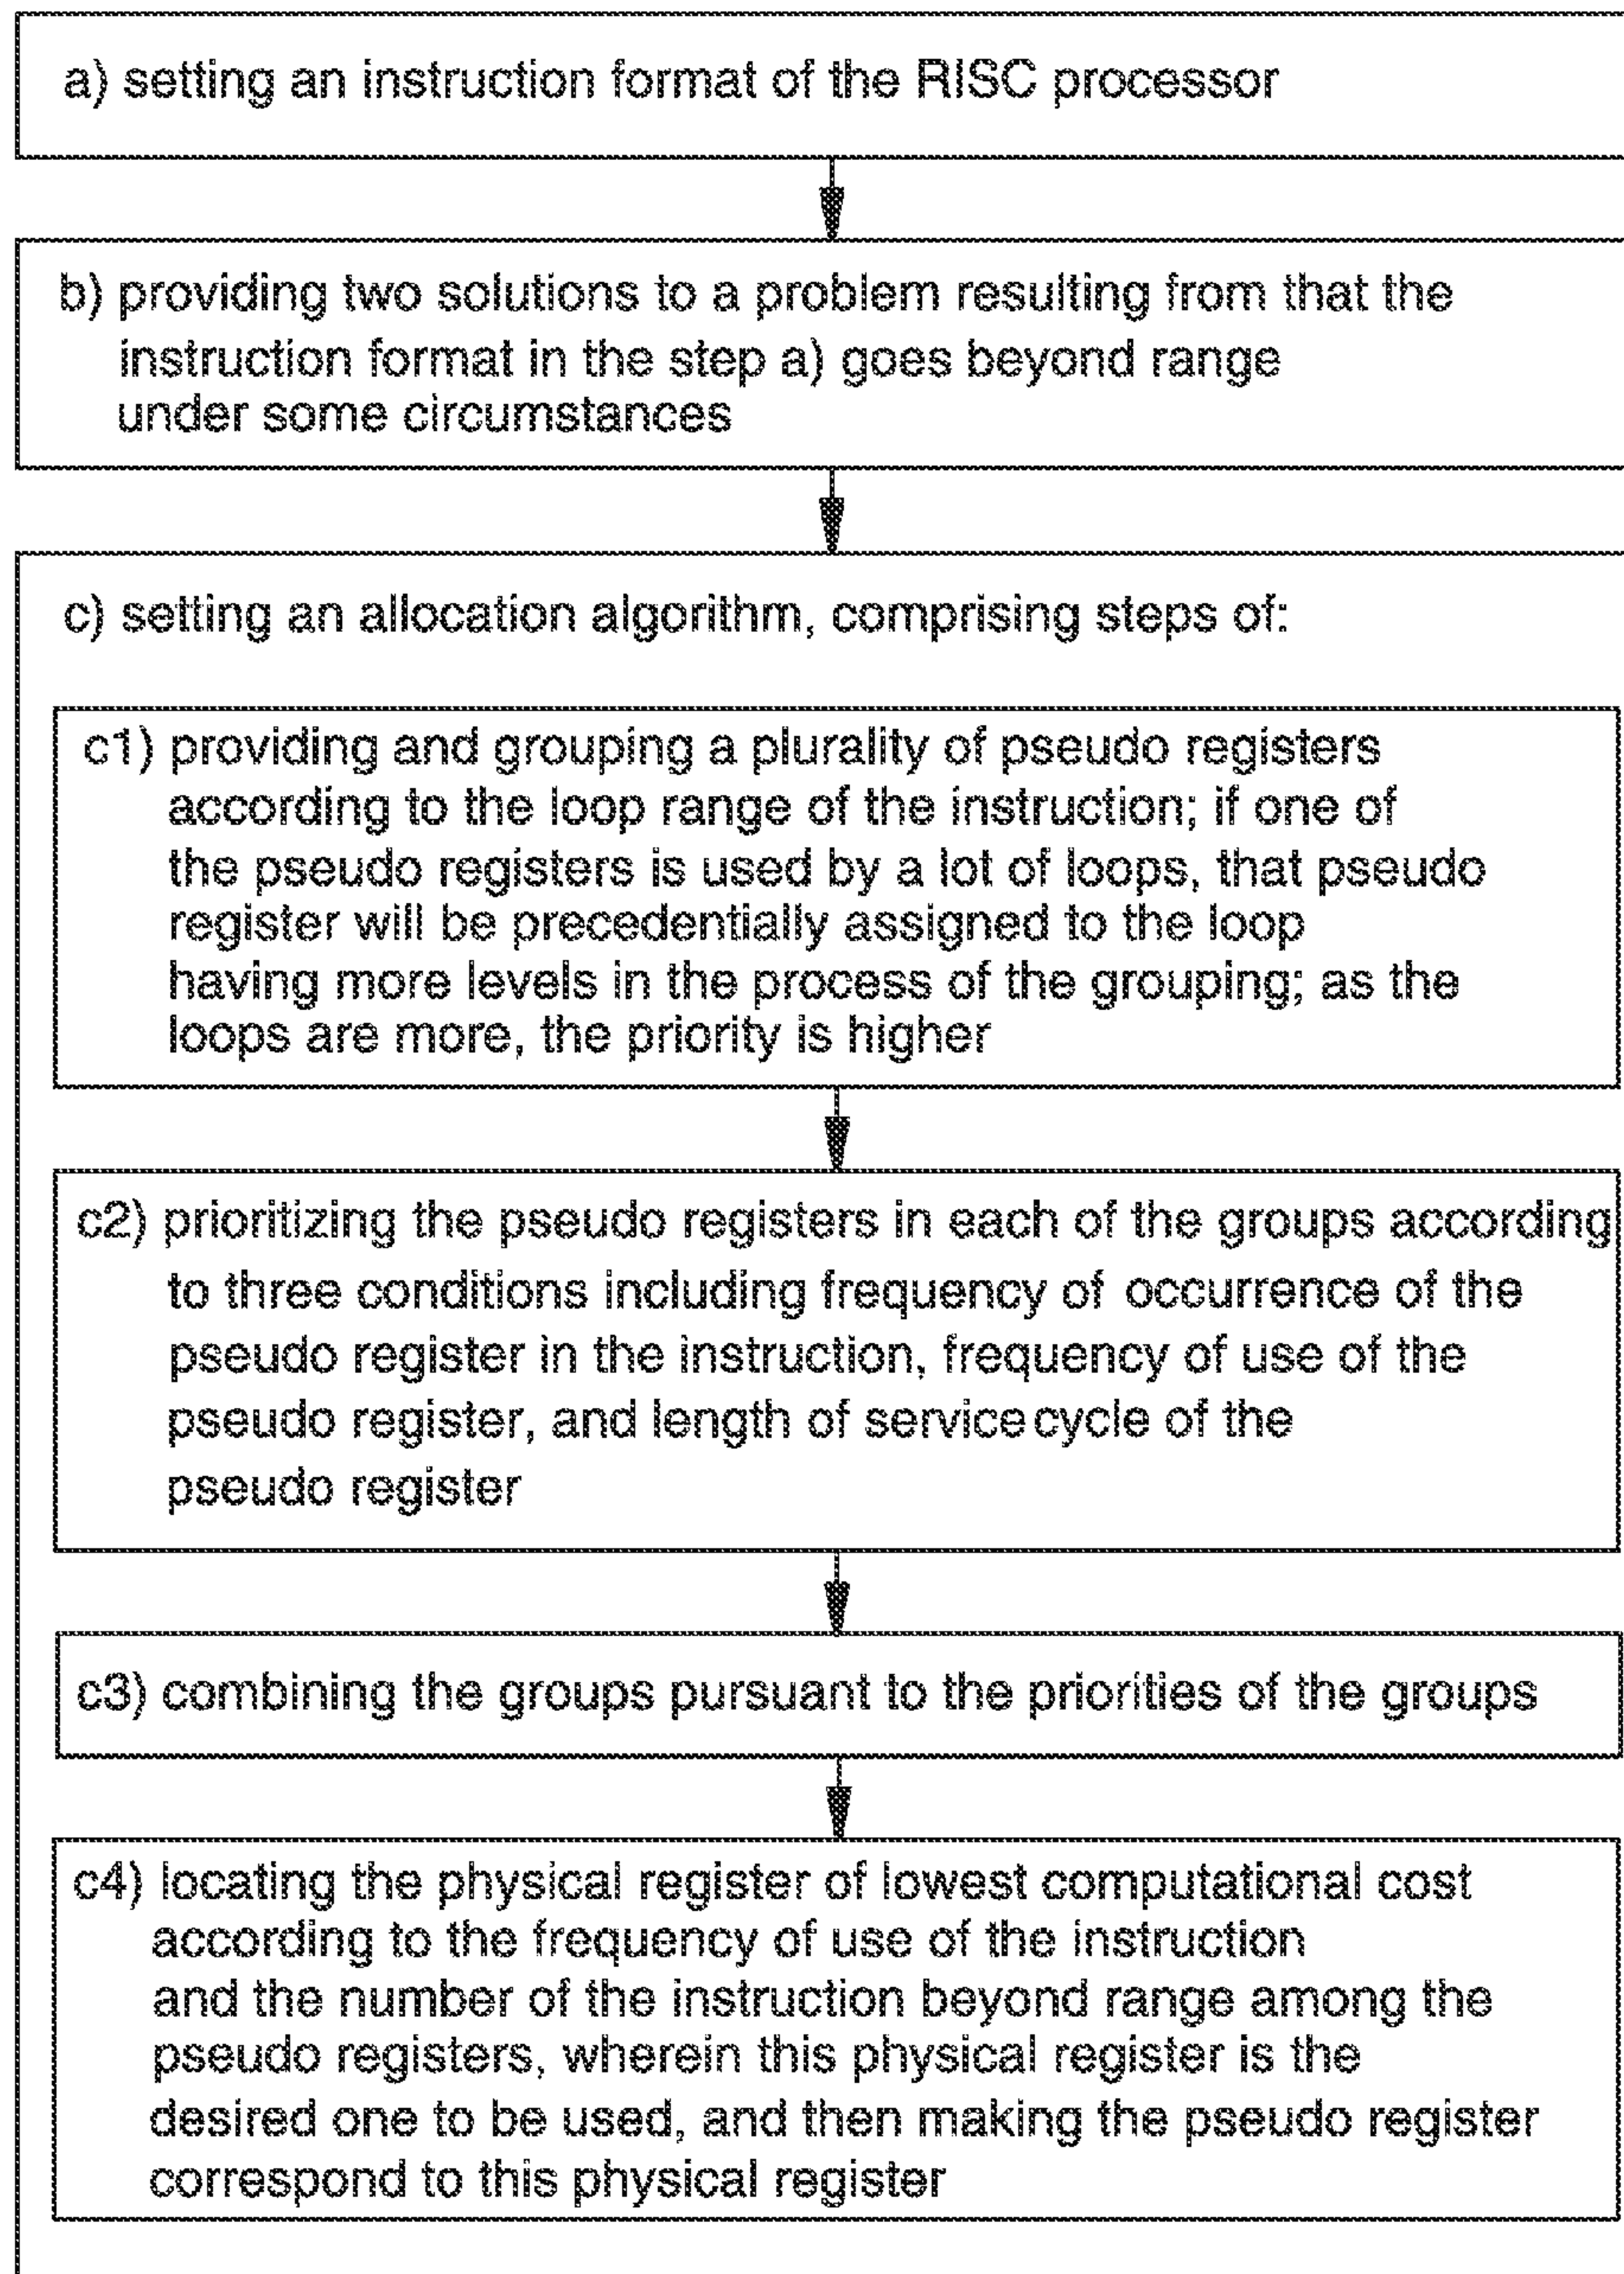 a) setting an instruction format of the RISC processor
b) providing two solutions to a problem resulting from that the
instruction format in the step a) goes beyond range
under some circumstances
c) setting an allocation algorithm, comprising steps of:
c1) providing and grouping a plurality of pseudo registers
according to the loop range of the instruction; if one of
the pseudo registers is used by a lot of loops, that pseudo
register will be precedentially assigned to the loop
having more levels in the process of the grouping; as the
loops are more, the priority is higher
c2) prioritizing the pseudo registers in each of the groups according
to three conditions including frequency of occurrence of the
pseudo register in the instruction, frequency of use of the
pseudo register, and length of service cycle of the
pseudo register
c3) combining the groups pursuant to the priorities of the groups
c4) locating the physical register of lowest computational cost
according to the frequency of use of the instruction
and the number of the instruction beyond range among the
pseudo registers, wherein this physical register is the
desired one to be used, and then making the pseudo register
correspond to this physical register